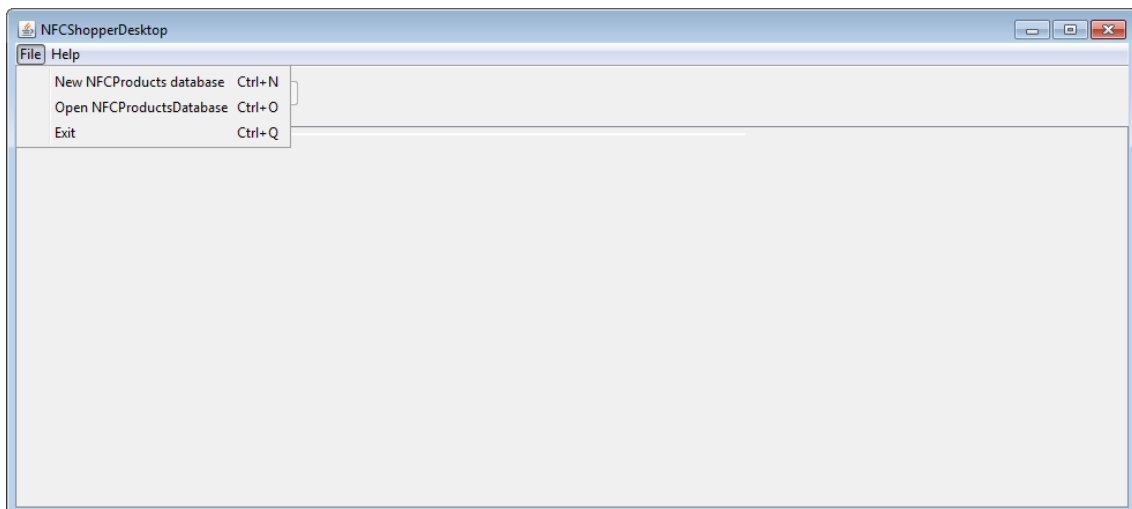 NFCShopperDesktop
File Help
New NFCProducts database Ctrl+N
Open NFCProductsDatabase Ctrl+O
Exit Ctrl+Q